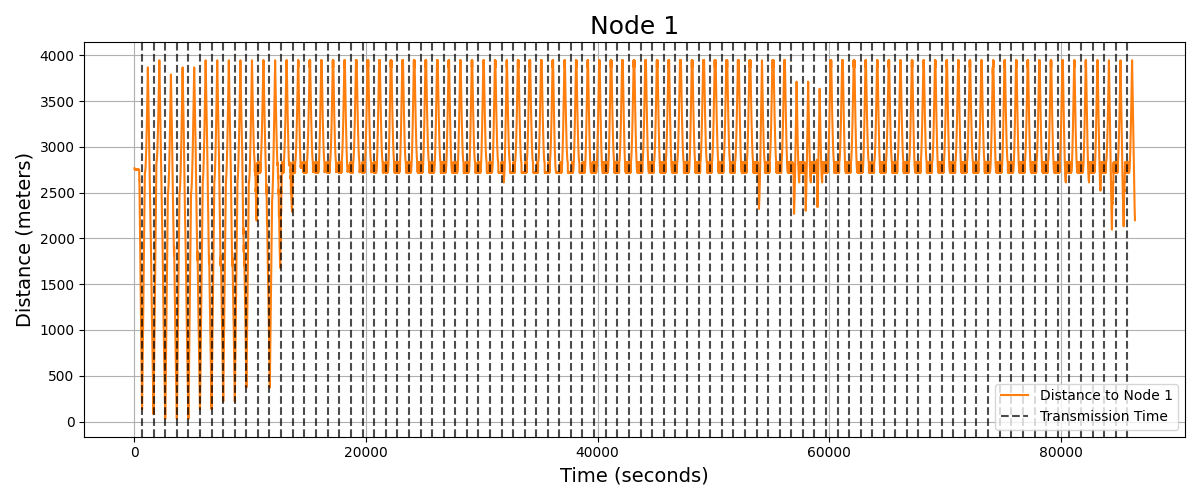 Node 1
Distance (meters)
4000
3500
3000
2500
2000
1500
1000
500
0
0
20000
40000
60000
80000
Time (seconds)
Distance to Node 1
Transmission Time